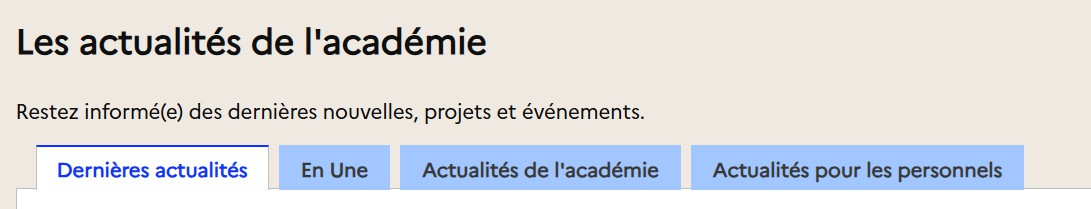 Les actualités de l'académie
Restez informé(e) des dernières nouvelles, projets et événements.
Dernières actualités
En Une
Actualités de l'académie
Actualités pour les personnels